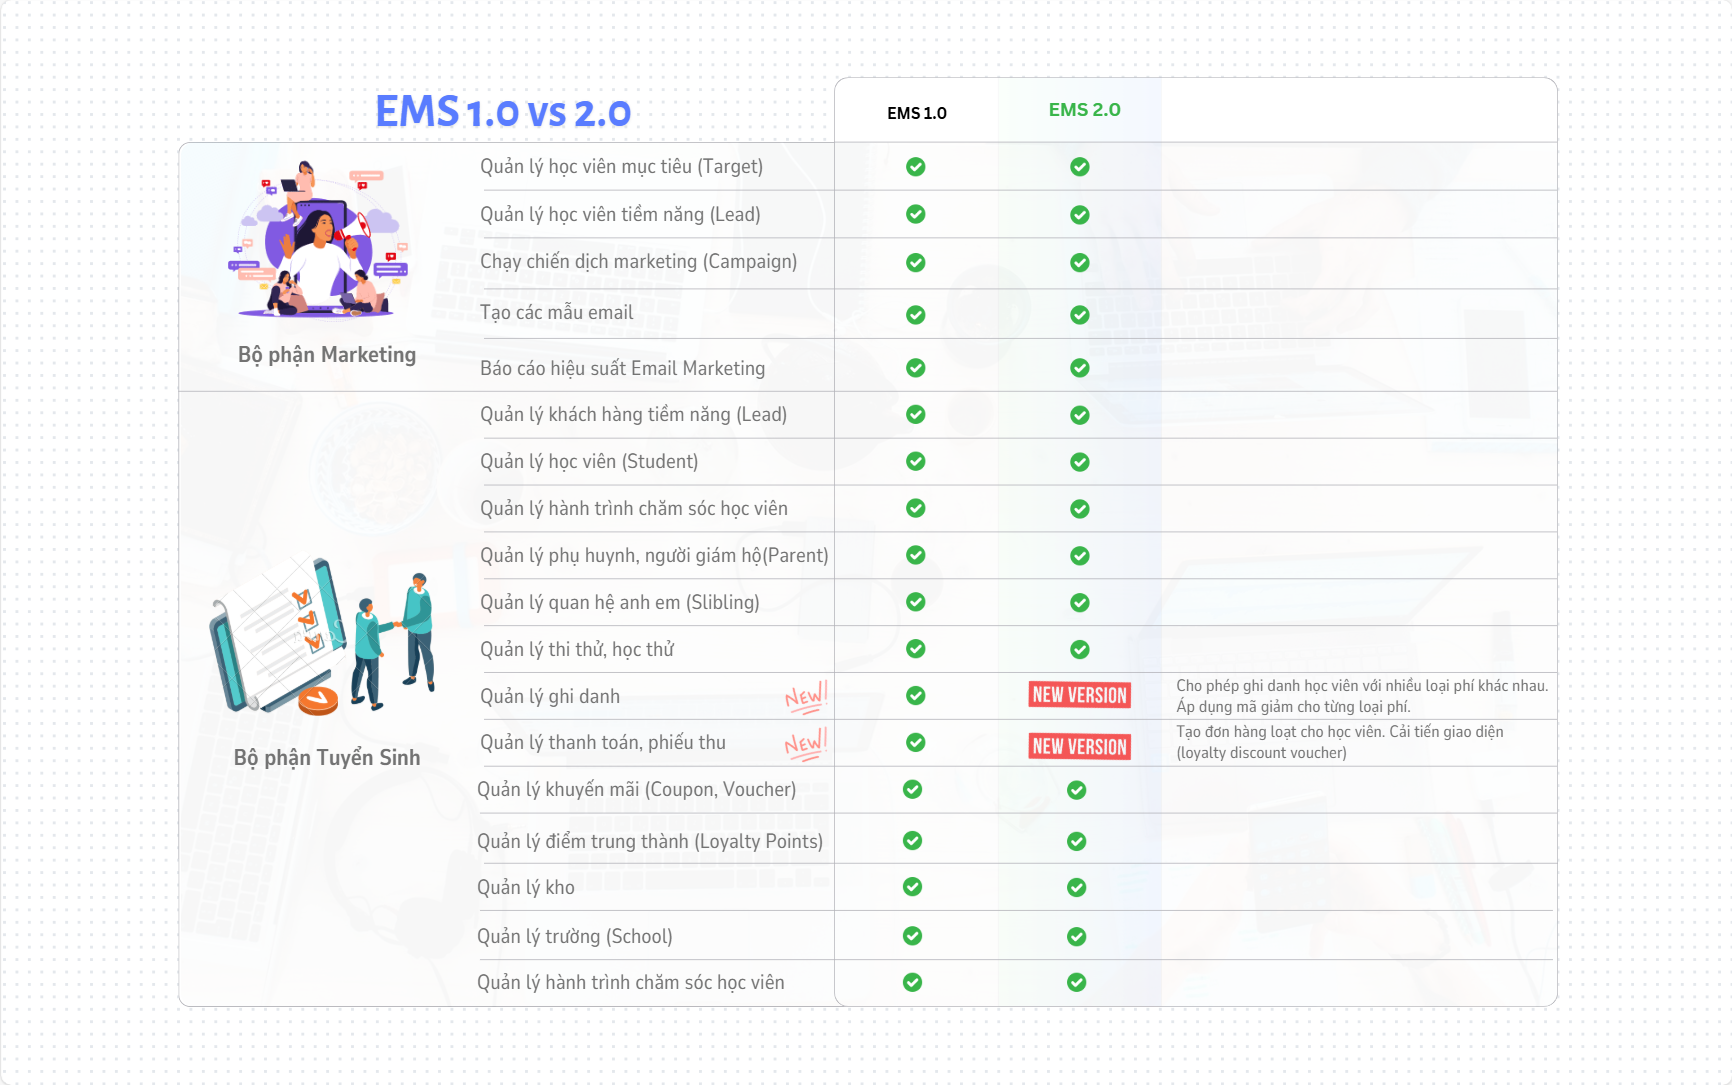 EMS 1.0 vs 2.0
EMS 1.0
EMS 2.0
Quản lý học viên mục tiêu (Target)
Quản lý học viên tiềm năng (Lead)
Chạy chiến dịch marketing (Campaign)
Tạo các mẫu email
Báo cáo hiệu suất Email Marketing
Bộ phận Marketing
Quản lý khách hàng tiềm năng (Lead)
Quản lý học viên (Student)
Quản lý hành trình chăm sóc học viên
Quản lý phụ huynh, người giám hộ(Parent)
Quản lý quan hệ anh em (Slibling)
Quản lý thi thử, học thử
Quản lý ghi danh
NEW!
NEW VERSION
Cho phép ghi danh học viên với nhiều loại phí khác nhau.
Áp dụng mã giảm cho từng loại phí.
Quản lý thanh toán, phiếu thu
NEW!
NEW VERSION
Tạo đơn hàng loạt cho học viên. Cải tiến giao diện
(loyalty discount voucher)
Bộ phận Tuyển Sinh
Quản lý khuyến mãi (Coupon, Voucher)
Quản lý điểm trung thành (Loyalty Points)
Quản lý kho
Quản lý trường (School)
Quản lý hành trình chăm sóc học viên